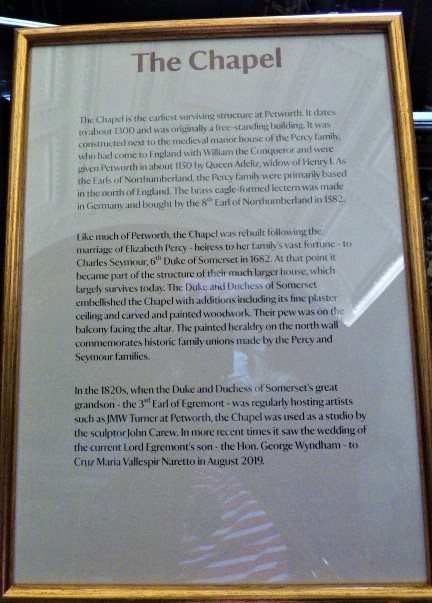 The Chapel
The Chapel is the earliest surviving structure at Petworth. It dates
to about 1300 and was originally a free-standing building. It was
constructed next to the medieval manor house of the Percy family,
who had come to England with William the Conqueror and were
given Petworth in about 1150 by Queen Adeliz, widow of Henry I. As
the Earls of Northumberland, the Percy family were primarily based
in the north of England. The brass eagle-formed lectern was made
in Germany and bought by the 8th Earl of Northumberland in 1582.
Like much of Petworth, the Chapel was rebuilt following the
marriage of Elizabeth Percy - heiress to her family's vast fortune - to
Charles Seymour, 6th Duke of Somerset in 1682. At that point it
became part of the structure of their much larger house, which
largely survives today. The Duke and Duchess of Somerset
embellished the Chapel with additions including its fine plaster
ceiling and carved and painted woodwork. Their pew was on the
balcony facing the altar. The painted heraldry on the north wall
commemorates historic family unions made by the Percy and
Seymour families.
In the 1820s, when the Duke and Duchess of Somerset's great
grandson - the 3rd Earl of Egremont - was regularly hosting artists
such as JMW Turner at Petworth, the Chapel was used as a studio by
the sculptor John Carew. In more recent times it saw the wedding of
the current Lord Egremont's son - the Hon. George Wyndham - to
Cruz Maria Vallespir Naretto in August 2019.